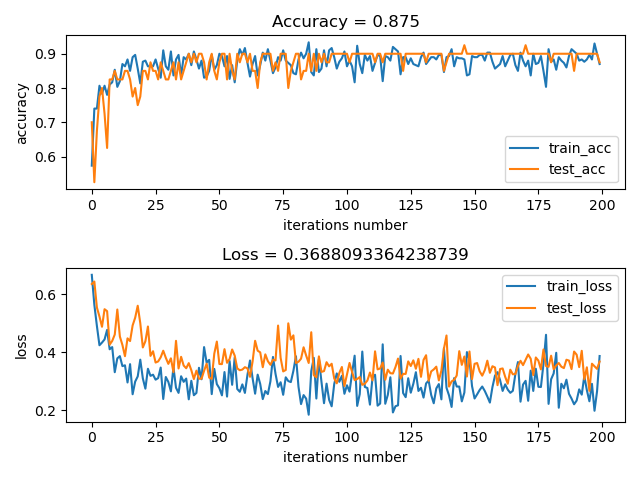 Accuracy = 0.875
accuracy
0.9
0.8
0.7
0.6
train_acc
test_acc
0 25 50 75 100 125 150 175 200
iterations number
Loss = 0.3688093364238739
loss
0.6
0.4
0.2
train_loss
test_loss
0 25 50 75 100 125 150 175 200
iterations number